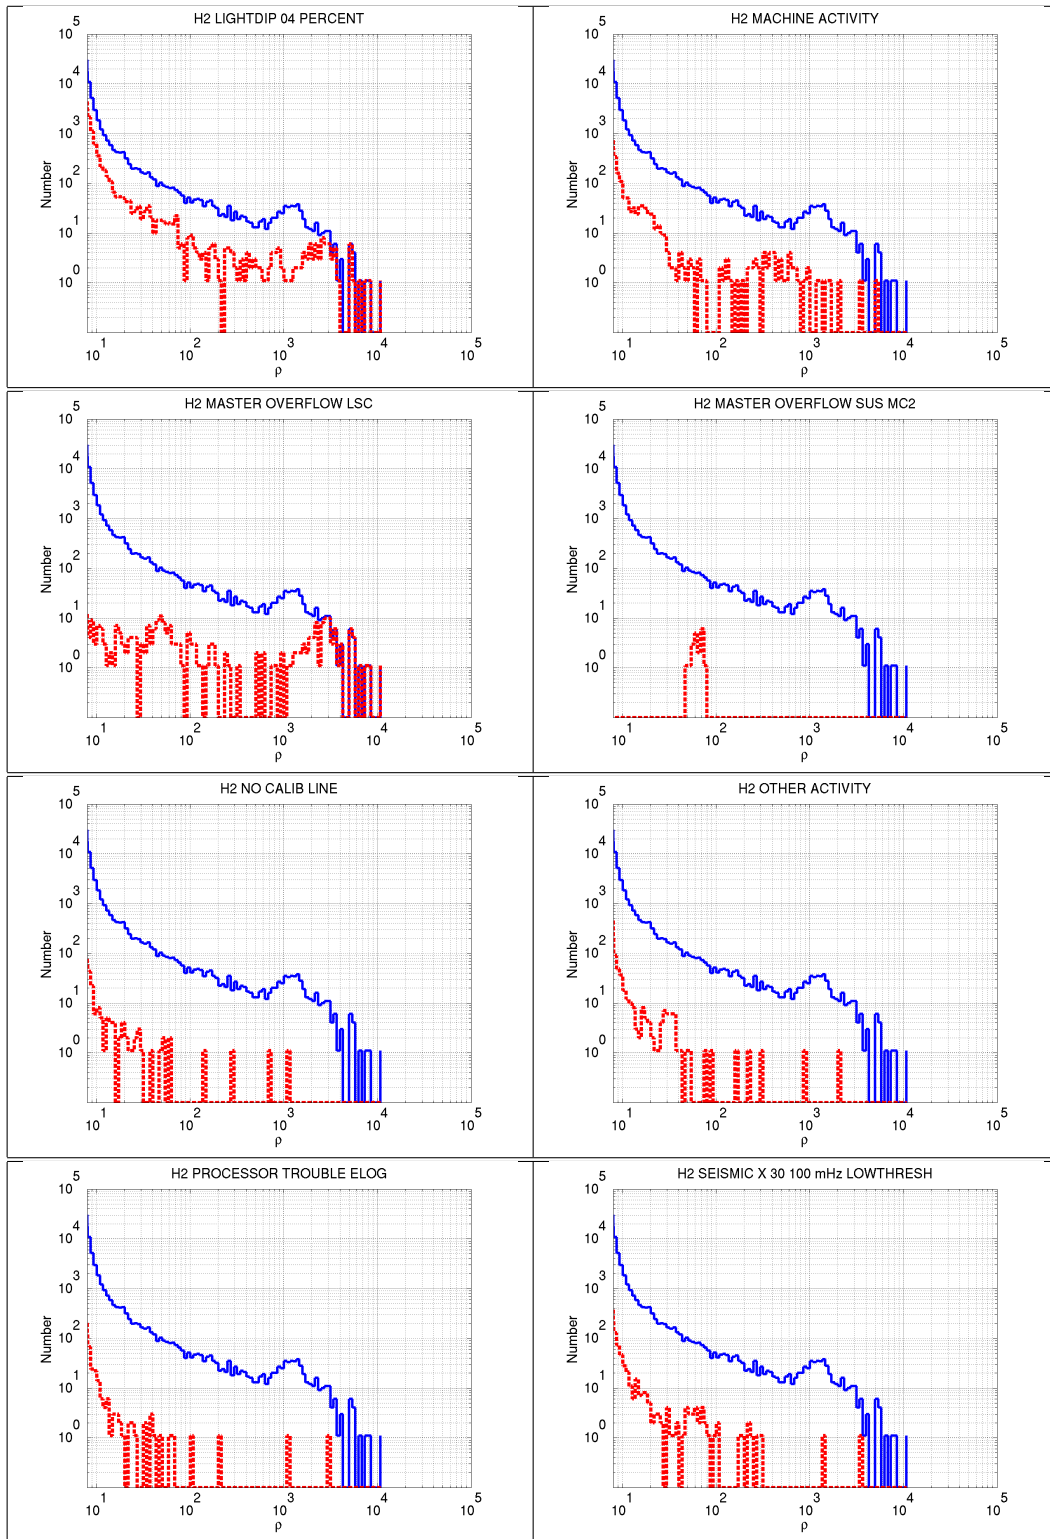 H2 LIGHTDIP 04 PERCENT
10^5
10^4
10^3
10^2
10^1
10^0
Number
10^1 10^2 10^3 10^4 10^5
ρ
H2 MACHINE ACTIVITY
10^5
10^4
10^3
10^2
10^1
10^0
Number
10^1 10^2 10^3 10^4 10^5
ρ
H2 MASTER OVERFLOW LSC
10^5
10^4
10^3
10^2
10^1
10^0
Number
10^1 10^2 10^3 10^4 10^5
ρ
H2 MASTER OVERFLOW SUS MC2
10^5
10^4
10^3
10^2
10^1
10^0
Number
10^1 10^2 10^3 10^4 10^5
ρ
H2 NO CALIB LINE
10^5
10^4
10^3
10^2
10^1
10^0
Number
10^1 10^2 10^3 10^4 10^5
ρ
H2 OTHER ACTIVITY
10^5
10^4
10^3
10^2
10^1
10^0
Number
10^1 10^2 10^3 10^4 10^5
ρ
H2 PROCESSOR TROUBLE ELOG
10^5
10^4
10^3
10^2
10^1
10^0
Number
10^1 10^2 10^3 10^4 10^5
ρ
H2 SEISMIC X 30 100 mHz LOWTHRESH
10^5
10^4
10^3
10^2
10^1
10^0
Number
10^1 10^2 10^3 10^4 10^5
ρ